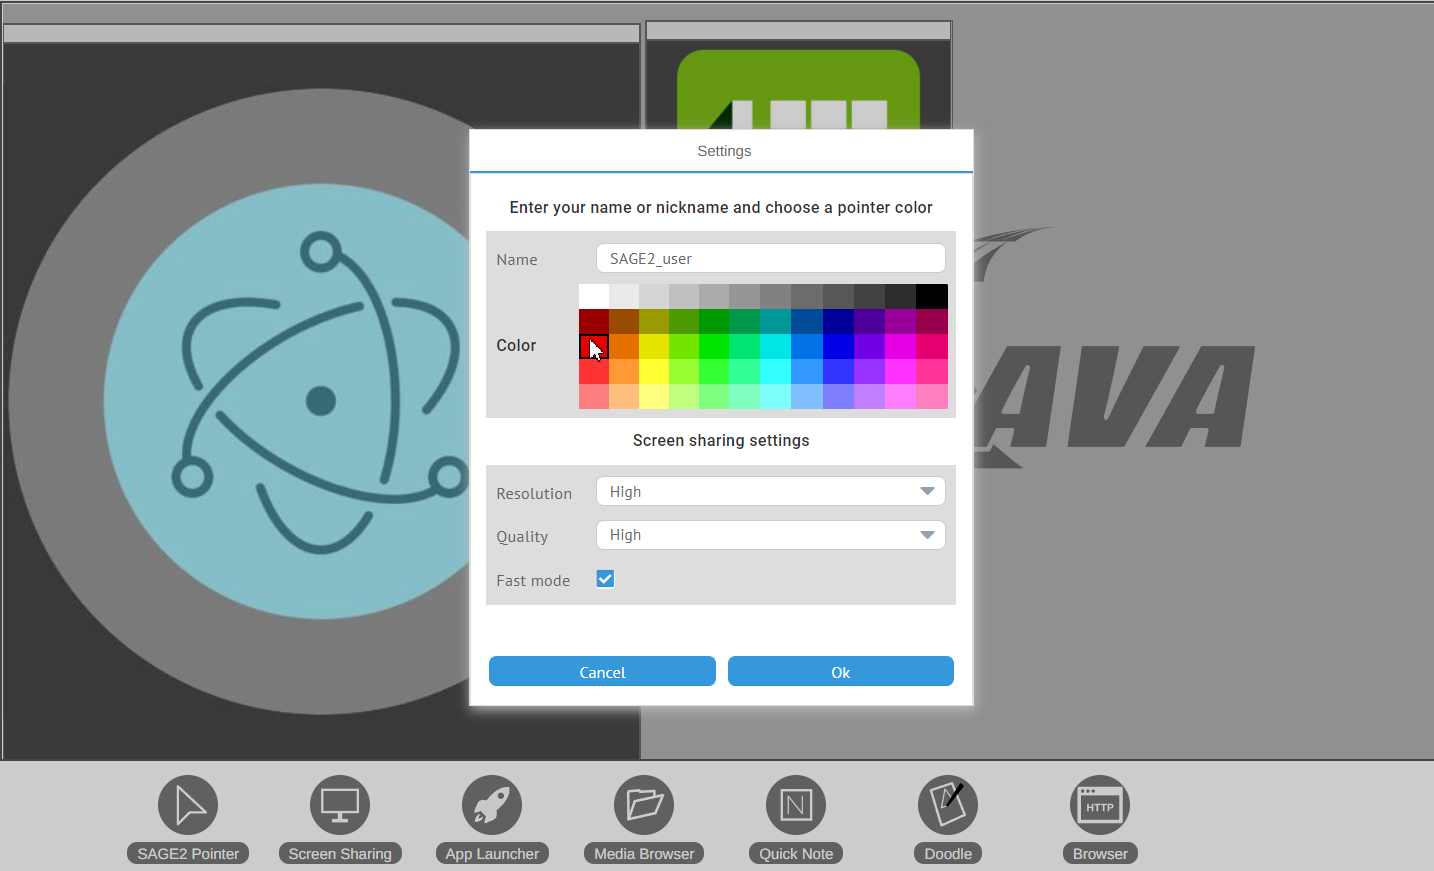 Settings
Enter your name or nickname and choose a pointer color
Name
SAGE2_user
Color
AVA
Screen sharing settings
Resolution
High
Quality
High
Fast mode
Cancel
Ok
N
HTTP
SAGE2 Pointer
Screen Sharing
App Launcher
Media Browser
Quick Note
Doodle
Browser